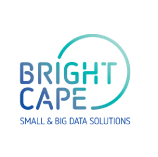 BRIGHT
CAPE
SMALL & BIG DATA SOLUTIONS